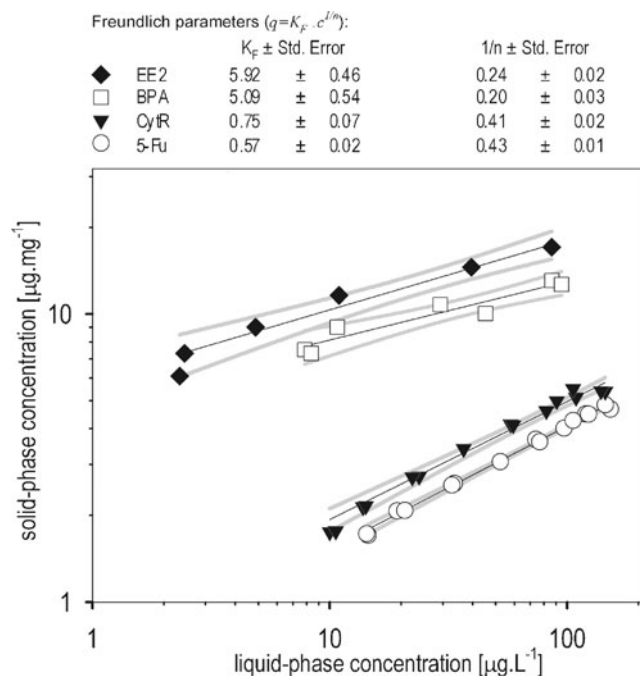 Freundlich parameters (q=K_F . c^{1/n}):
K_F ± Std. Error 1/n ± Std. Error
EE2 5.92 ± 0.46 0.24 ± 0.02
BPA 5.09 ± 0.54 0.20 ± 0.03
CytR 0.75 ± 0.07 0.41 ± 0.02
5-Fu 0.57 ± 0.02 0.43 ± 0.01
solid-phase concentration [µg.mg⁻¹]
10
1
1 10 100
liquid-phase concentration [µg.L⁻¹]